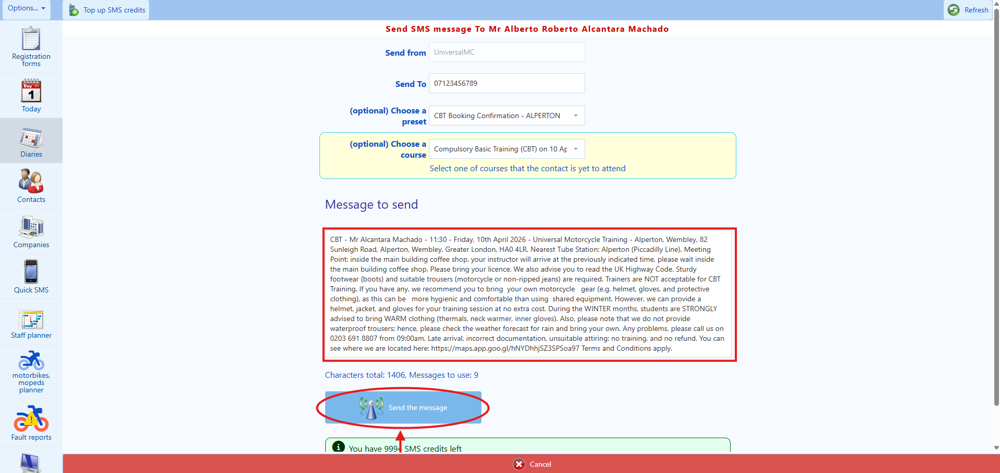 Options...
Top up SMS credits
Refresh
Send SMS message To Mr Alberto Roberto Alcantara Machado
Registration
forms
Day
1
Today
Diaries
Contacts
Companies
Quick SMS
Staff planner
motorbikes,
mopeds
planner
Fault reports
Send from
UniversalMC
Send To
07123456789
(optional) Choose a
preset
CBT Booking Confirmation - ALPERTON
(optional) Choose a
course
Compulsory Basic Training (CBT) on 10 Ap
Select one of courses that the contact is yet to attend
Message to send
CBT - Mr Alcantara Machado - 11:30 - Friday, 10th April 2026 - Universal Motorcycle Training - Alperton, Wembley, 82
Sunleigh Road, Alperton, Wembley, Greater London, HA0 4LR. Nearest Tube Station: Alperton (Piccadilly Line). Meeting
Point: inside the main building coffee shop, your instructor will arrive at the previously indicated time, please wait inside
the main building coffee shop. Please bring your licence. We also advise you to read the UK Highway Code. Sturdy
footwear (boots) and suitable trousers (motorcycle or non-ripped jeans) are required. Trainers are NOT acceptable for CBT
Training. If you have any, we recommend you to bring  your own motorcycle   gear (e.g. helmet, gloves, and protective
clothing), as this can be   more hygienic and comfortable than using  shared equipment. However, we can provide a
helmet, jacket, and gloves for your training session at no extra cost. During the WINTER months, students are STRONGLY
advised to bring WARM clothing (thermals, neck warmer, inner gloves). Also, please note that we do not provide
waterproof trousers; hence, please check the weather forecast for rain and bring your own. Any problems, please call us on
0203 691 8807 from 09:00am. Late arrival, incorrect documentation, unsuitable attiring: no training, and no refund. You can
see where we are located here: https://maps.app.goo.gl/hNYDhhjSZ3SPSoa97 Terms and Conditions apply.
Characters total: 1406, Messages to use: 9
Send the message
You have 9994 SMS credits left
Cancel